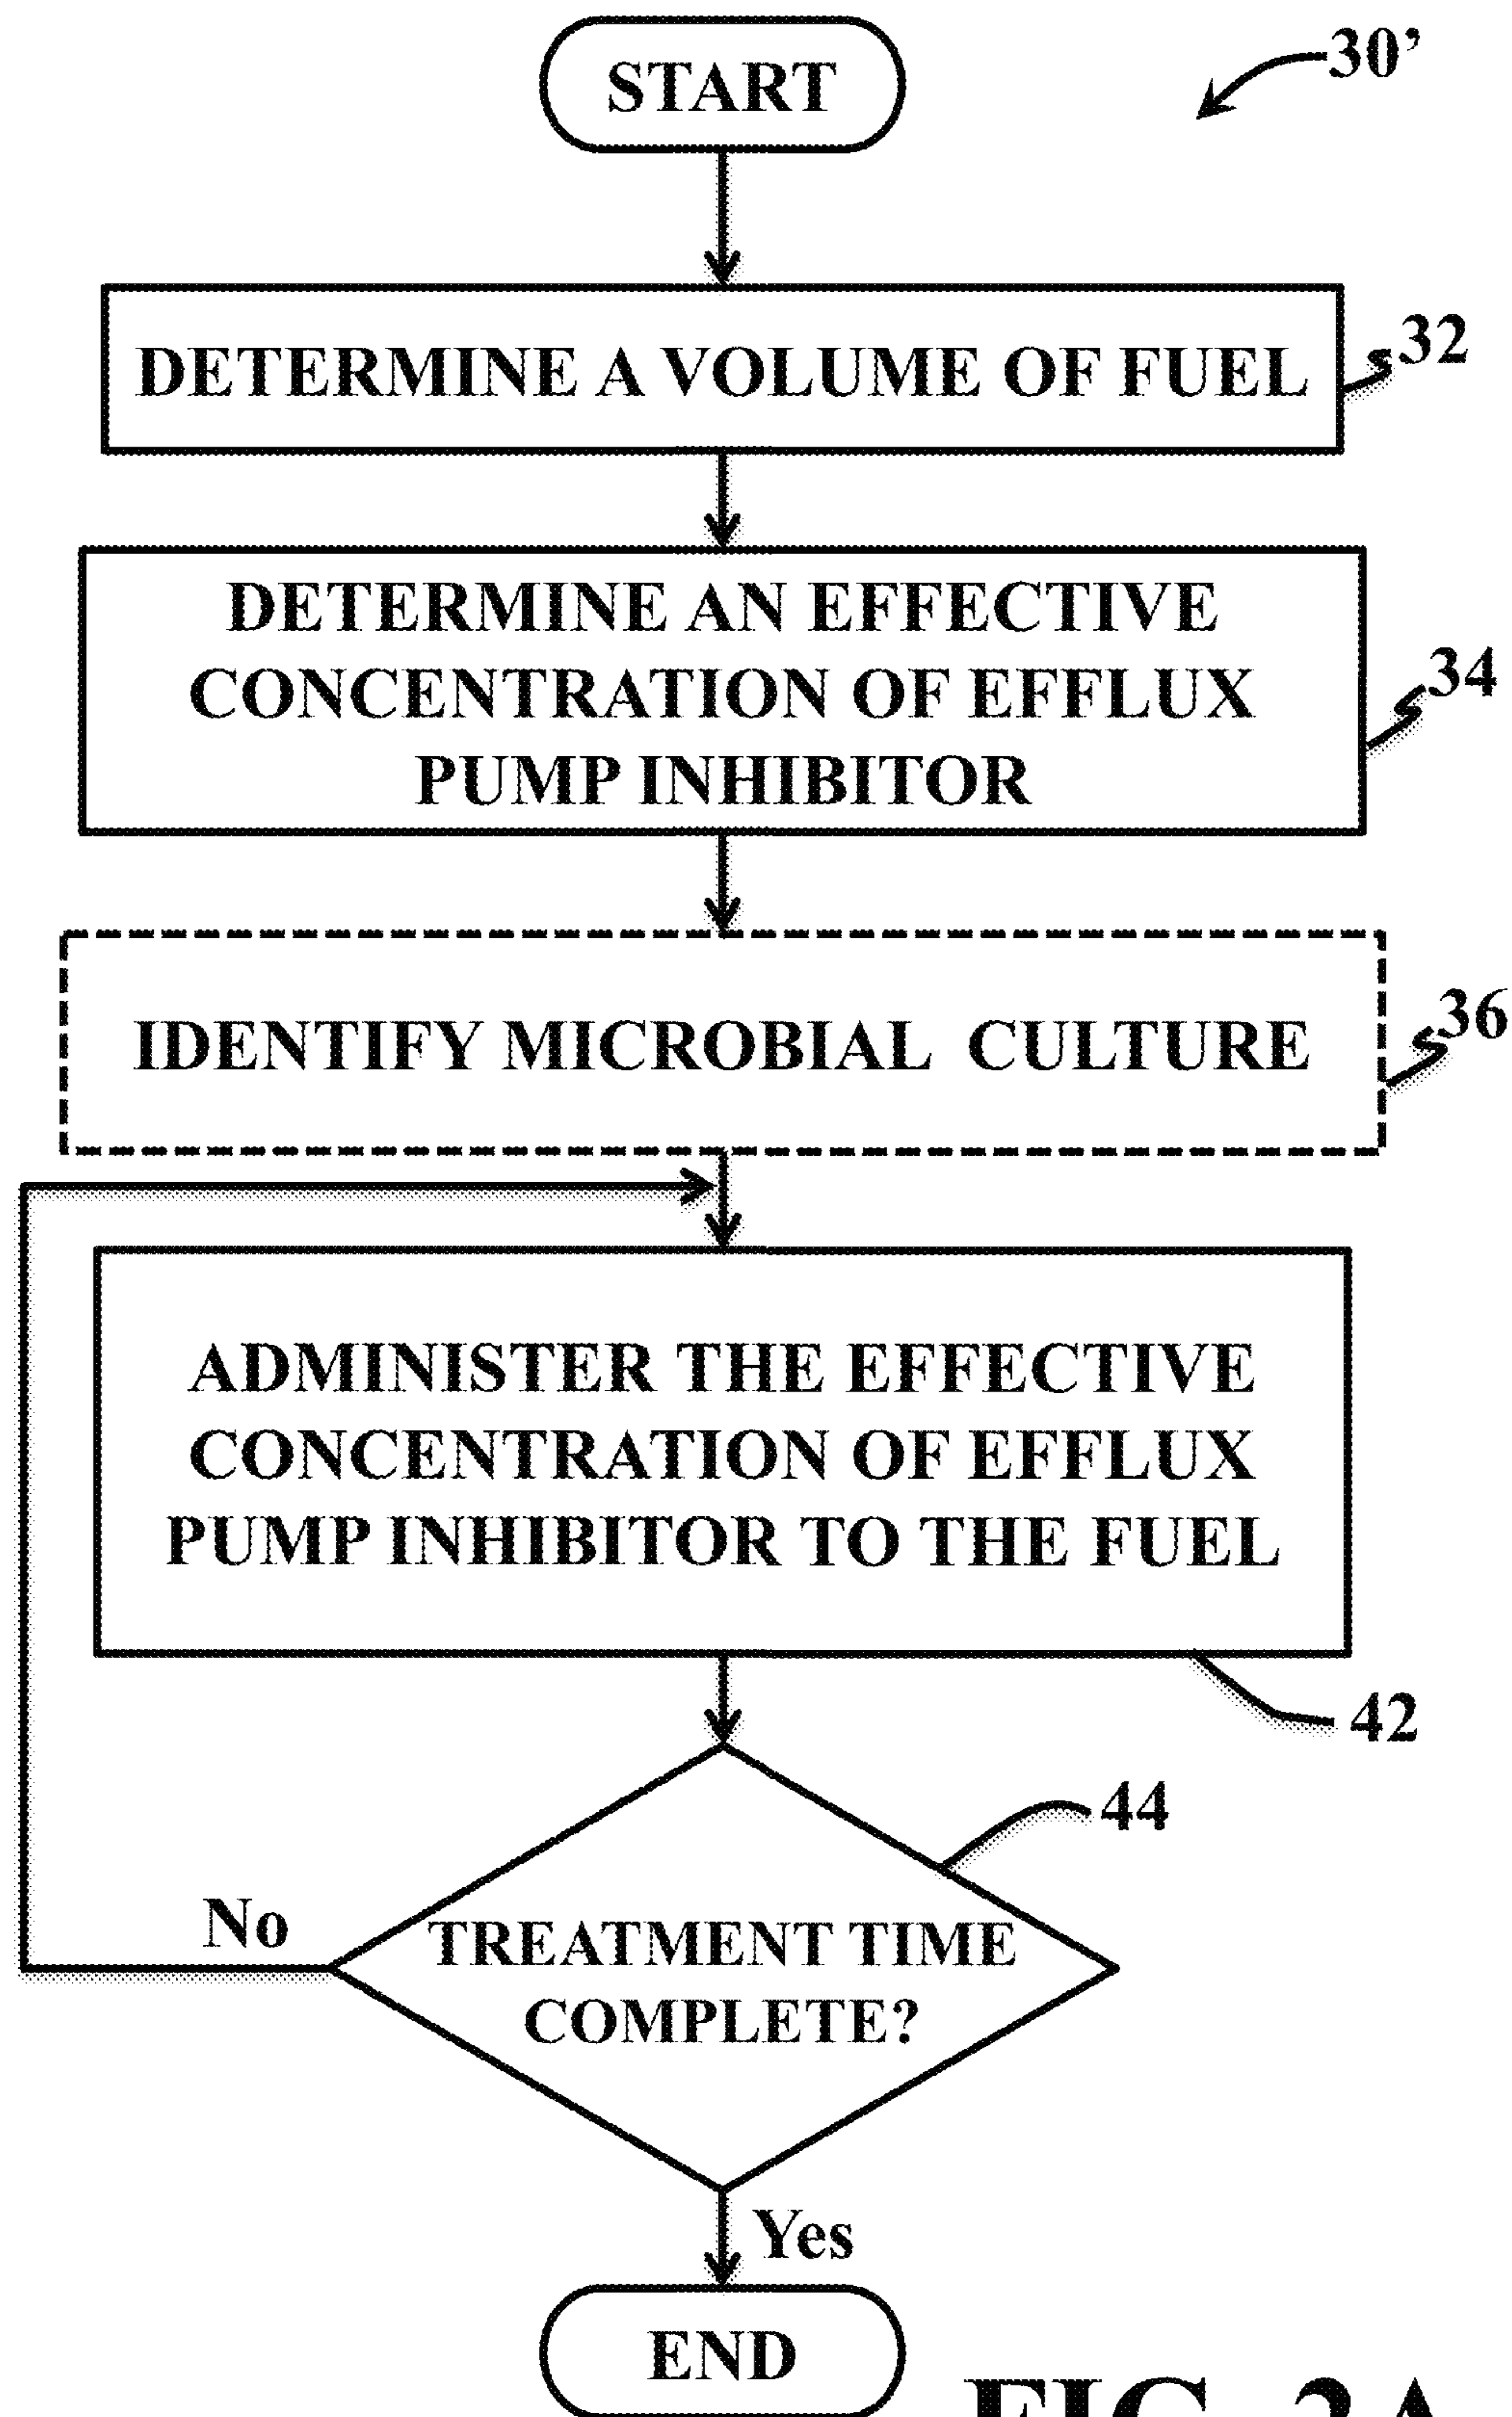 START
30'
DETERMINE A VOLUME OF FUEL
32
DETERMINE AN EFFECTIVE
CONCENTRATION OF EFFLUX
PUMP INHIBITOR
34
IDENTIFY MICROBIAL CULTURE
36
ADMINISTER THE EFFECTIVE
CONCENTRATION OF EFFLUX
PUMP INHIBITOR TO THE FUEL
42
44
No
TREATMENT TIME
COMPLETE?
Yes
END